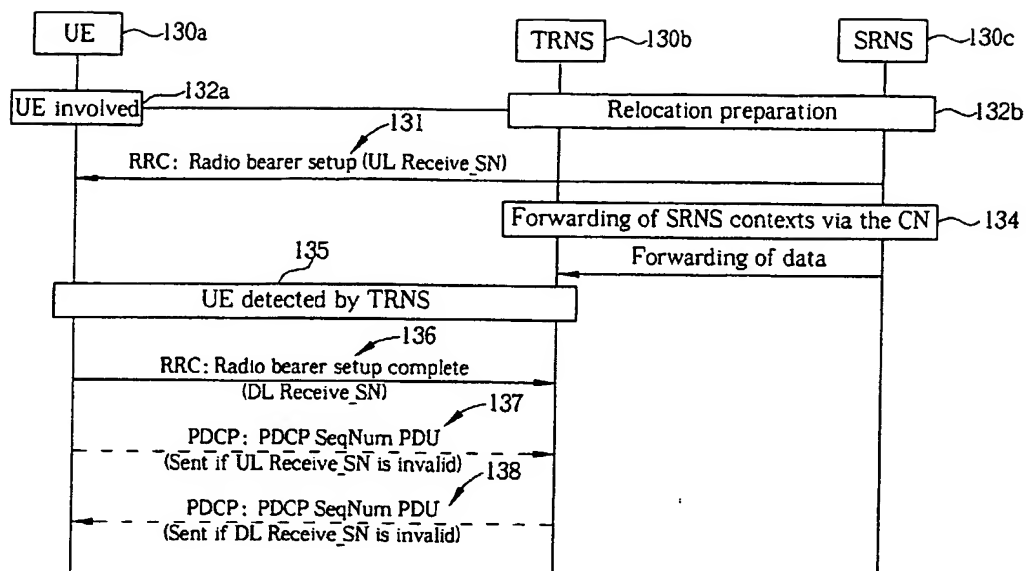 UE
130a
TRNS
130b
SRNS
130c
UE involved
132a
Relocation preparation
132b
131
RRC: Radio bearer setup (UL Receive_SN)
Forwarding of SRNS contexts via the CN
134
Forwarding of data
135
UE detected by TRNS
136
RRC: Radio bearer setup complete
(DL Receive_SN)
137
PDCP: PDCP SeqNum PDU
(Sent if UL Receive_SN is invalid)
138
PDCP: PDCP SeqNum PDU
(Sent if DL Receive_SN is invalid)